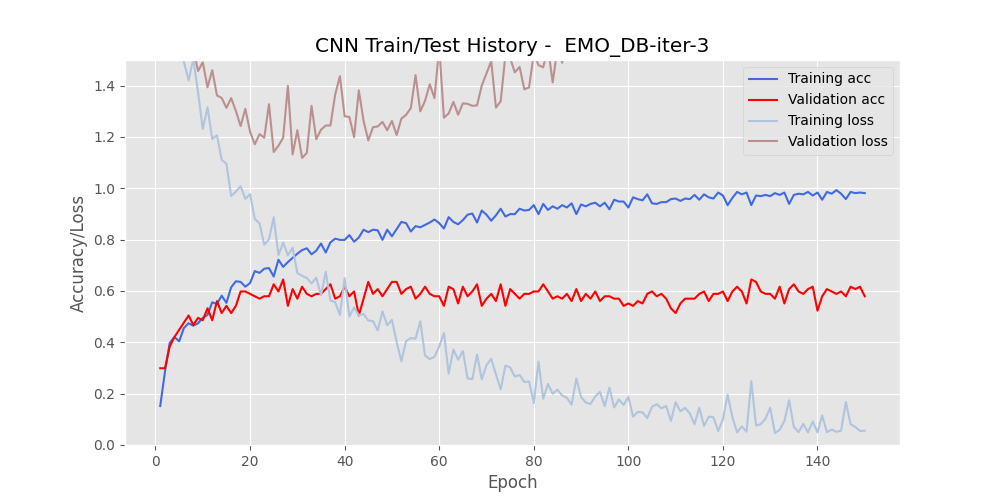 CNN Train/Test History -  EMO_DB-iter-3
Training acc
Validation acc
Training loss
Validation loss
Accuracy/Loss
1.4
1.2
1.0
0.8
0.6
0.4
0.2
0.0
0 20 40 60 80 100 120 140
Epoch